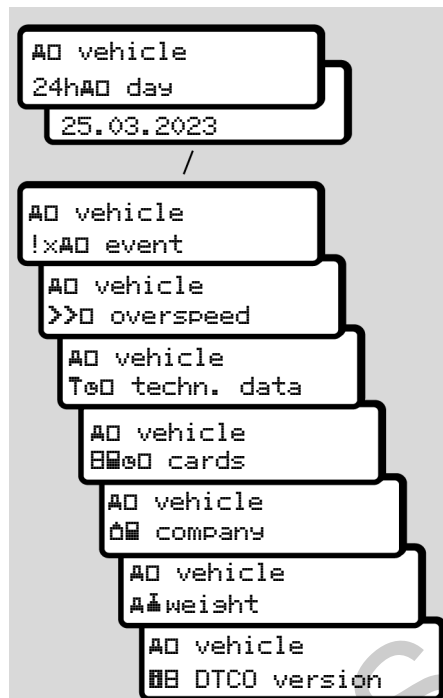 vehicle
24h day
25.03.2023
/
vehicle
!x event
vehicle
>> overspeed
vehicle
techn. data
vehicle
cards
vehicle
company
vehicle
weight
vehicle
DTCO version